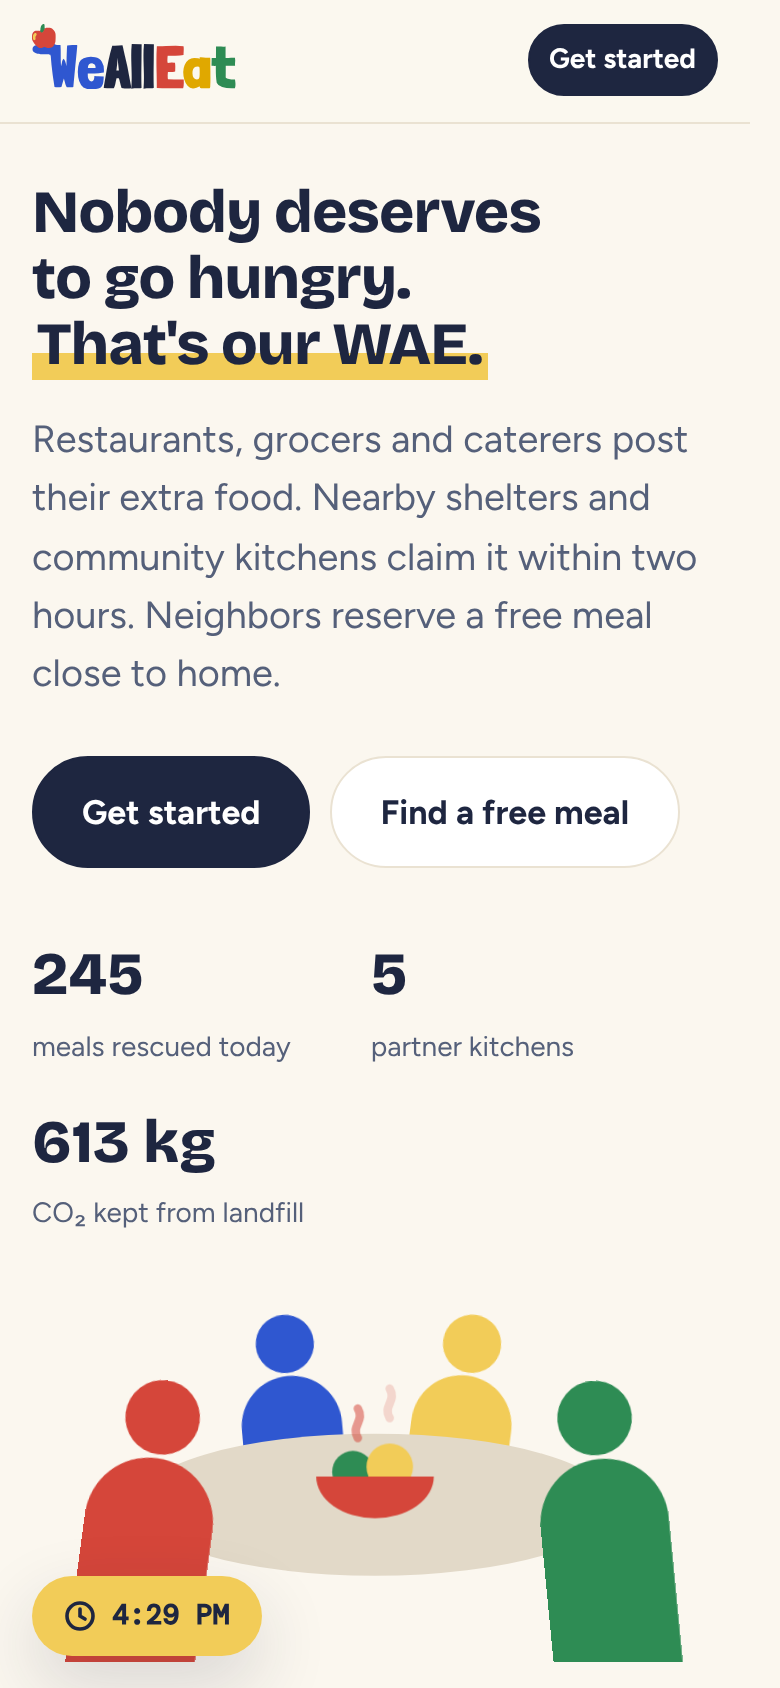 WeAllEat
Get started
Nobody deserves
to go hungry.
That's our WAE.
Restaurants, grocers and caterers post
their extra food. Nearby shelters and
community kitchens claim it within two
hours. Neighbors reserve a free meal
close to home.
Get started
Find a free meal
245
5
meals rescued today
partner kitchens
613 kg
CO₂ kept from landfill
4:29 PM